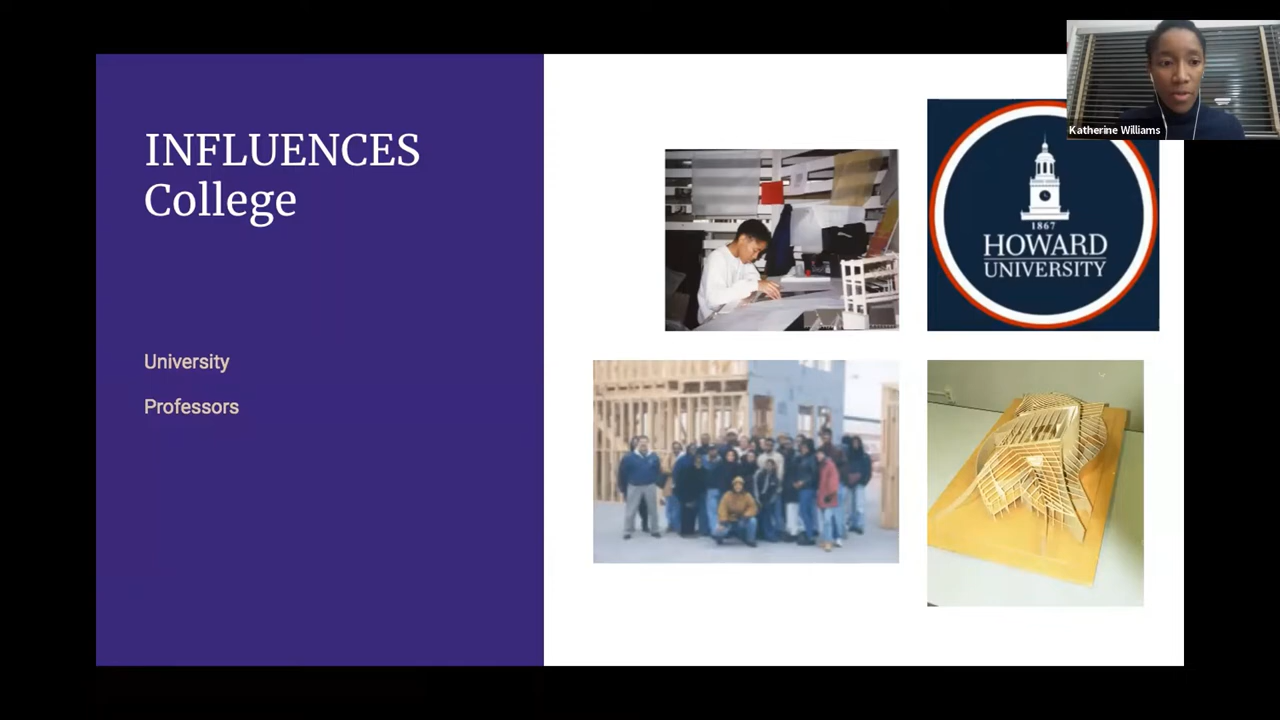 INFLUENCES
College
University
Professors
1867
HOWARD
UNIVERSITY
Katherine Williams